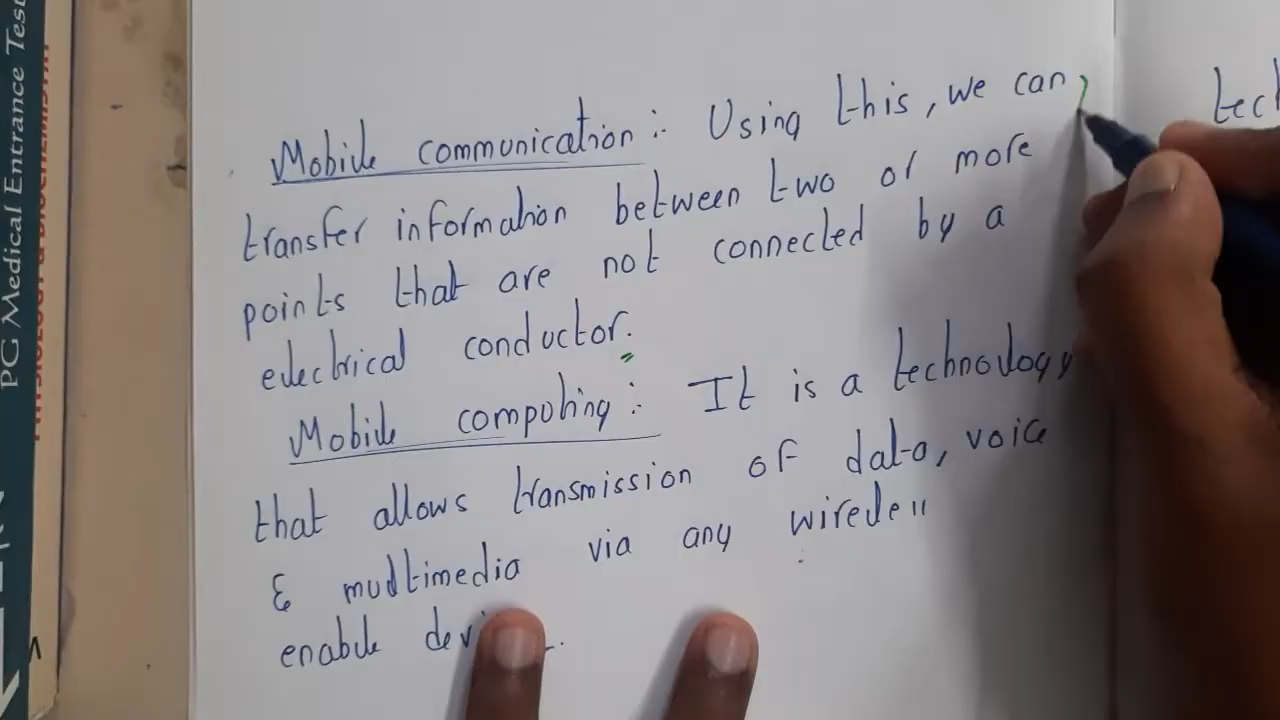 PG Medical Entrance Test
Mobile communication :- Using this, we can
transfer information between two or more
points that are not connected by a
electrical conductor.
Mobile computing :- It is a technology
that allows transmission of data, voice
& multimedia via any wireless
enable
tech